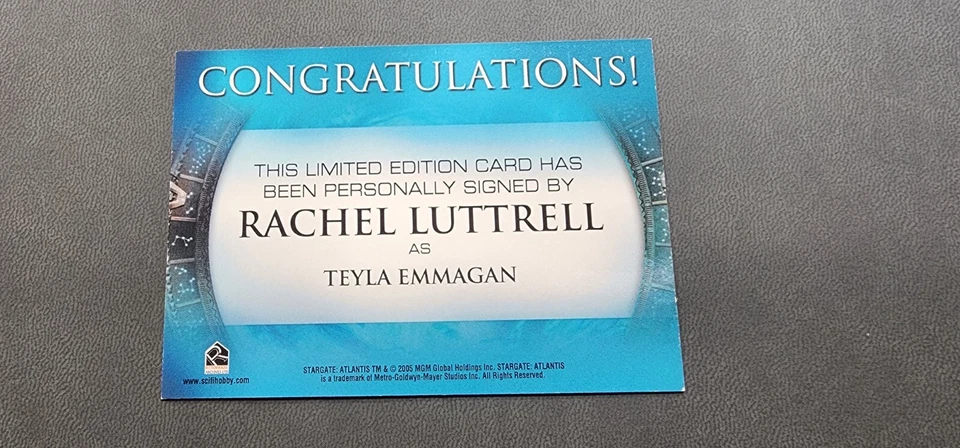 CONGRATULATIONS!
THIS LIMITED EDITION CARD HAS
BEEN PERSONALLY SIGNED BY
RACHEL LUTTRELL
AS
TEYLA EMMAGAN
www.scifihobby.com
STARGATE: ATLANTIS TM & © 2005 MGM Global Holdings Inc. STARGATE: ATLANTIS
is a trademark of Metro-Goldwyn-Mayer Studios Inc. All Rights Reserved.